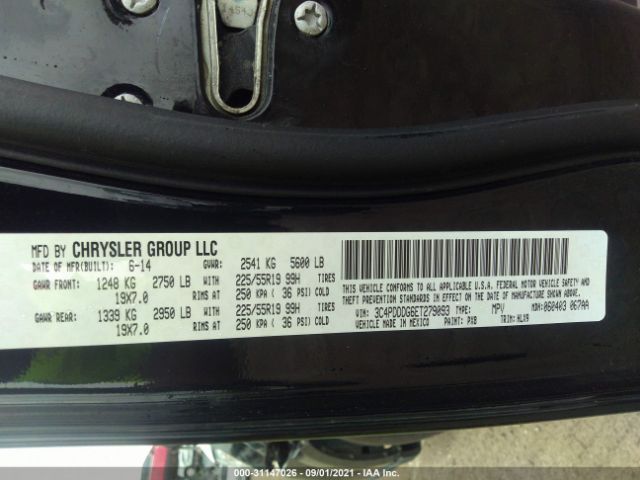 MFD BY CHRYSLER GROUP LLC
DATE OF MFR(BUILT): 6-14 GVWR: 2541 KG 5600 LB
GAWR FRONT: 1248 KG 2750 LB WITH 225/55R19 99H TIRES
19X7.0 RIMS AT 250 KPA ( 36 PSI) COLD
GAWR REAR: 1339 KG 2950 LB WITH 225/55R19 99H TIRES
19X7.0 RIMS AT 250 KPA ( 36 PSI) COLD
THIS VEHICLE CONFORMS TO ALL APPLICABLE U.S.A. FEDERAL MOTOR VEHICLE SAFETY AND
THEFT PREVENTION STANDARDS IN EFFECT ON THE DATE OF MANUFACTURE SHOWN ABOVE.
VIN: 3C4PDDDG6ET279093 TYPE: MPV MDH: 060403 067AA
VEHICLE MADE IN MEXICO PAINT: PXB TRIM: HLX9
000-31147026 - 09/01/2021 - IAA Inc.